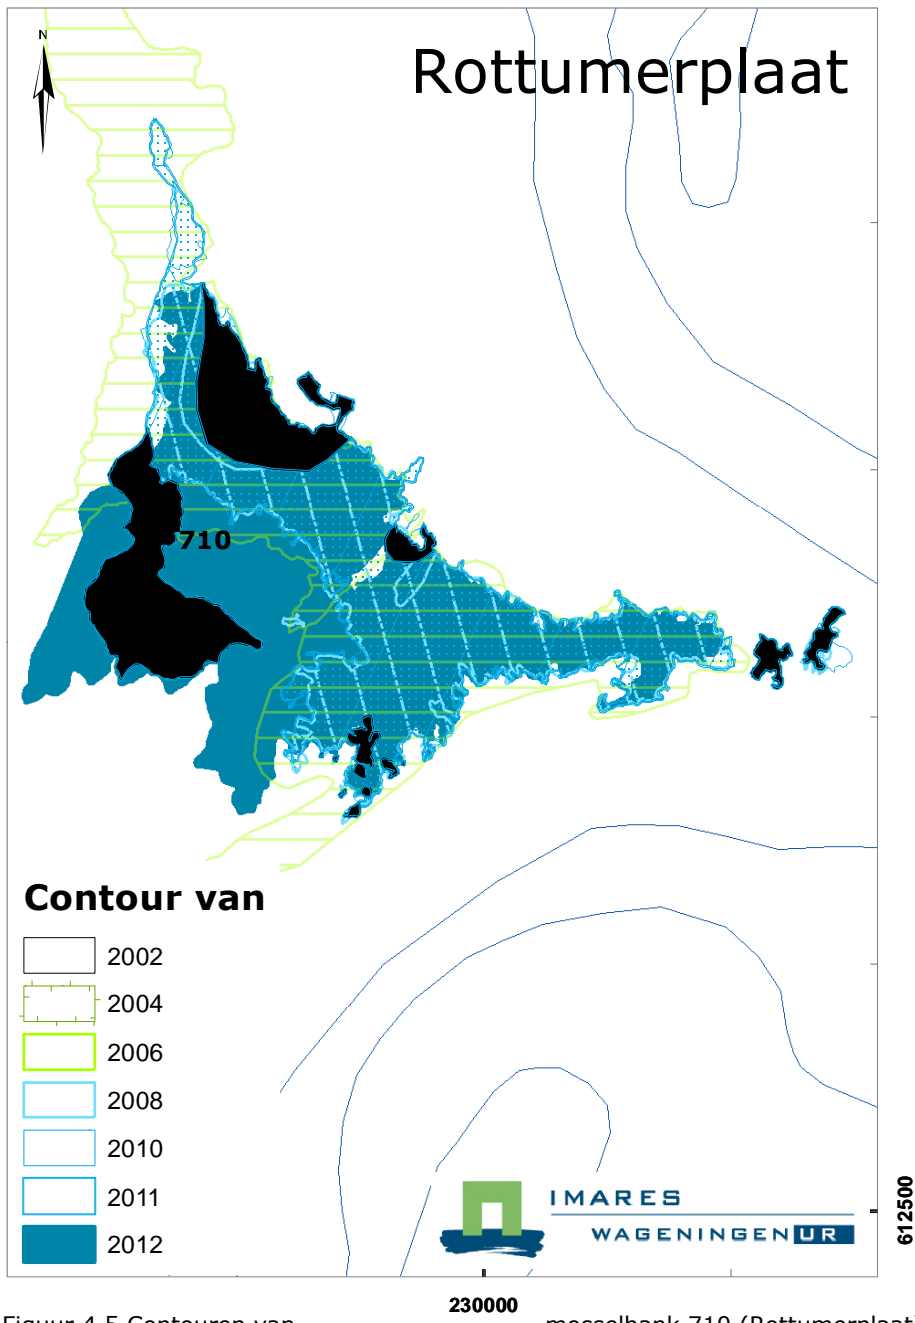 N
Rottumerplaat
710
Contour van
2002
2004
2006
2008
2010
2011
2012
IMARES
WAGENINGEN UR
612500
230000
Figuur 4.5 Contouren van mosselbank 710 (Rottumerplaat)